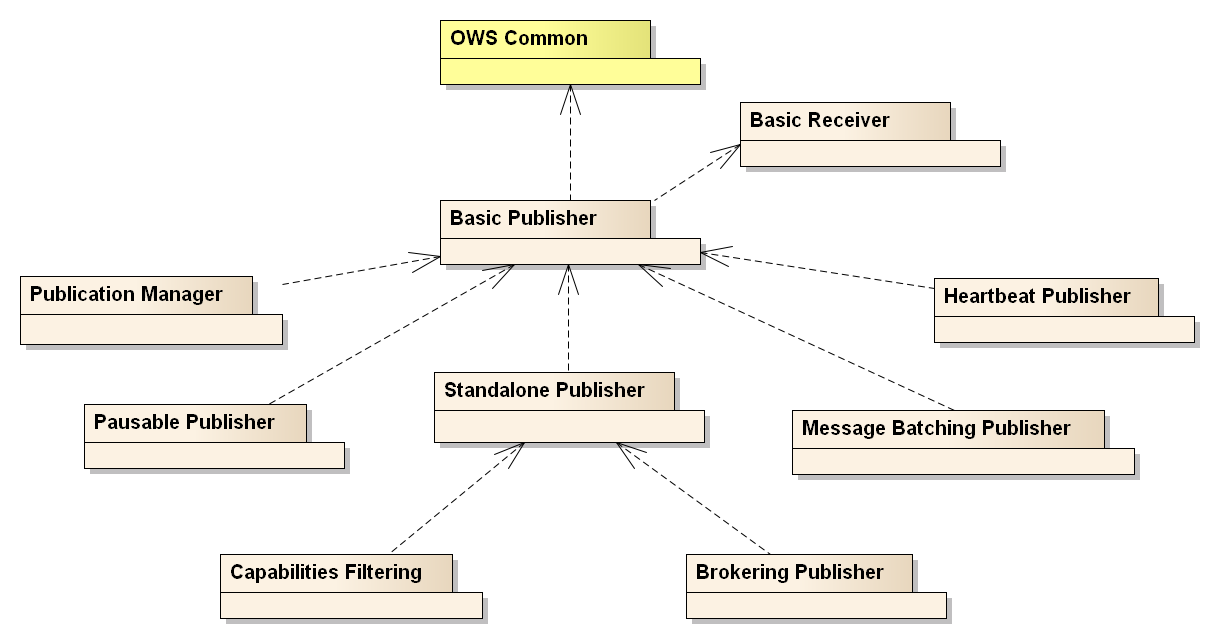 OWS Common
Basic Receiver
Basic Publisher
Publication Manager
Heartbeat Publisher
Standalone Publisher
Pausable Publisher
Message Batching Publisher
Capabilities Filtering
Brokering Publisher